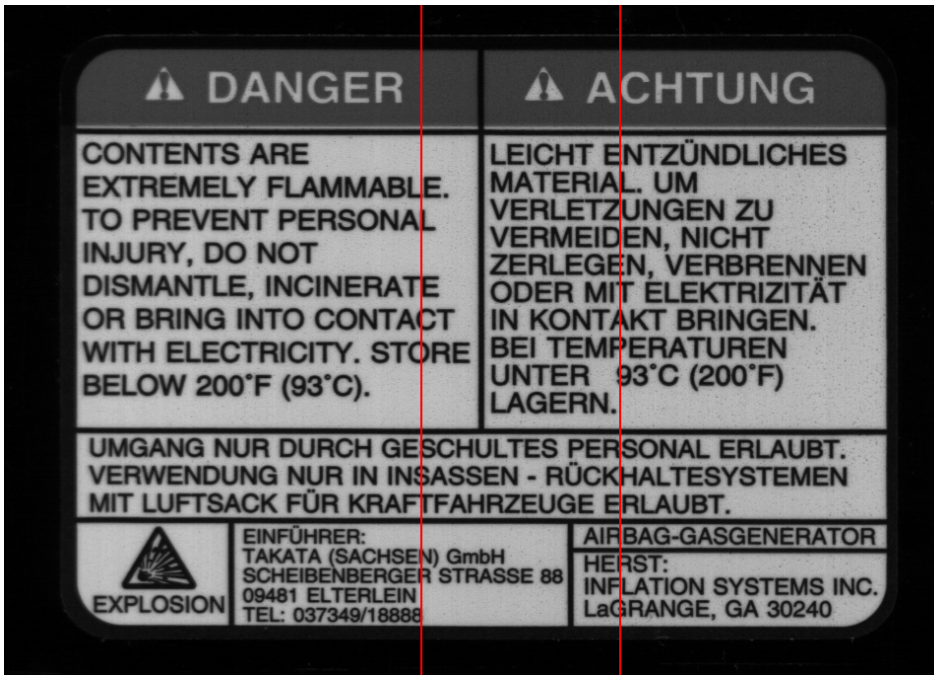 DANGER
CONTENTS ARE
EXTREMELY FLAMMABLE.
TO PREVENT PERSONAL
INJURY, DO NOT
DISMANTLE, INCINERATE
OR BRING INTO CONTACT
WITH ELECTRICITY. STORE
BELOW 200°F (93°C).
ACHTUNG
LEICHT ENTZÜNDLICHES
MATERIAL. UM
VERLETZUNGEN ZU
VERMEIDEN, NICHT
ZERLEGEN, VERBRENNEN
ODER MIT ELEKTRIZITÄT
IN KONTAKT BRINGEN.
BEI TEMPERATUREN
UNTER 93°C (200°F)
LAGERN.
UMGANG NUR DURCH GESCHULTES PERSONAL ERLAUBT.
VERWENDUNG NUR IN INSASSEN - RÜCKHALTESYSTEMEN
MIT LUFTSACK FÜR KRAFTFAHRZEUGE ERLAUBT.
EXPLOSION
EINFÜHRER:
TAKATA (SACHSEN) GmbH
SCHEIBENBERGER STRASSE 88
09481 ELTERLEIN
TEL: 037349/18888
AIRBAG-GASGENERATOR
HERST:
INFLATION SYSTEMS INC.
LaGRANGE, GA 30240